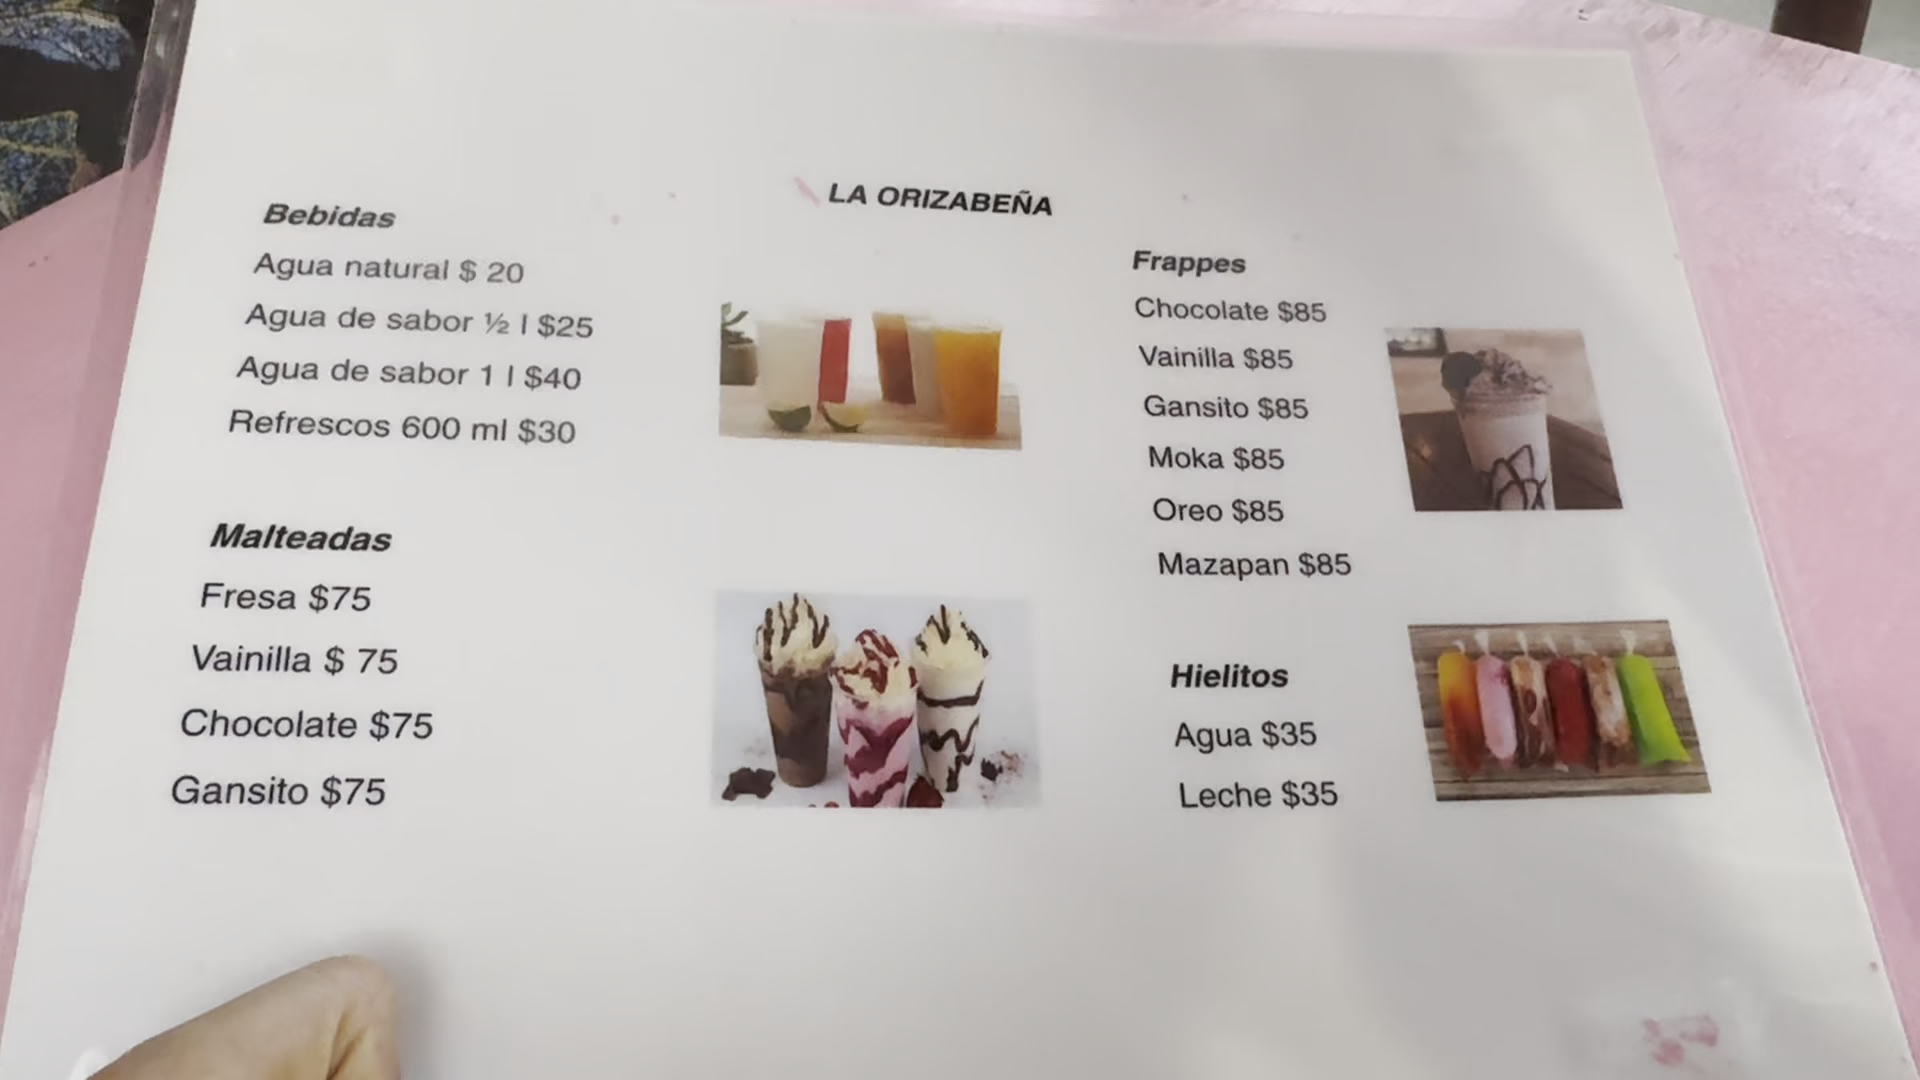 LA ORIZABEÑA
Bebidas
Agua natural $ 20
Agua de sabor ½ l $25
Agua de sabor 1 l $40
Refrescos 600 ml $30
Malteadas
Fresa $75
Vainilla $ 75
Chocolate $75
Gansito $75
Frappes
Chocolate $85
Vainilla $85
Gansito $85
Moka $85
Oreo $85
Mazapan $85
Hielitos
Agua $35
Leche $35